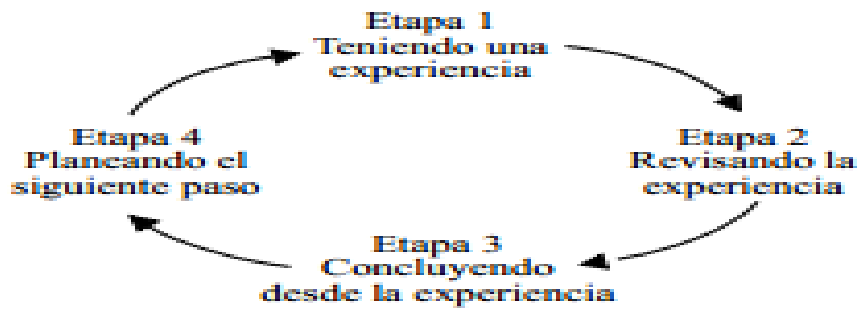 Etapa 1
Teniendo una
experiencia
Etapa 2
Revisando la
experiencia
Etapa 3
Concluyendo
desde la experiencia
Etapa 4
Planeando el
siguiente paso